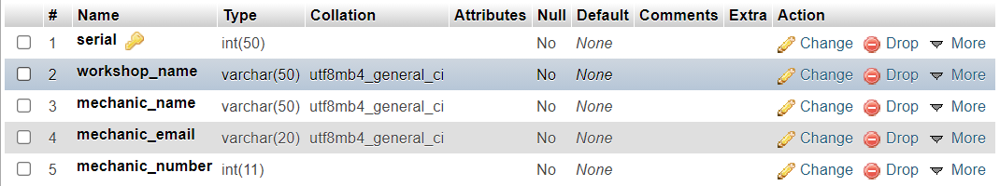 # Name Type Collation Attributes Null Default Comments Extra Action
1 serial int(50) No None Change Drop More
2 workshop_name varchar(50) utf8mb4_general_ci No None Change Drop More
3 mechanic_name varchar(50) utf8mb4_general_ci No None Change Drop More
4 mechanic_email varchar(20) utf8mb4_general_ci No None Change Drop More
5 mechanic_number int(11) No None Change Drop More